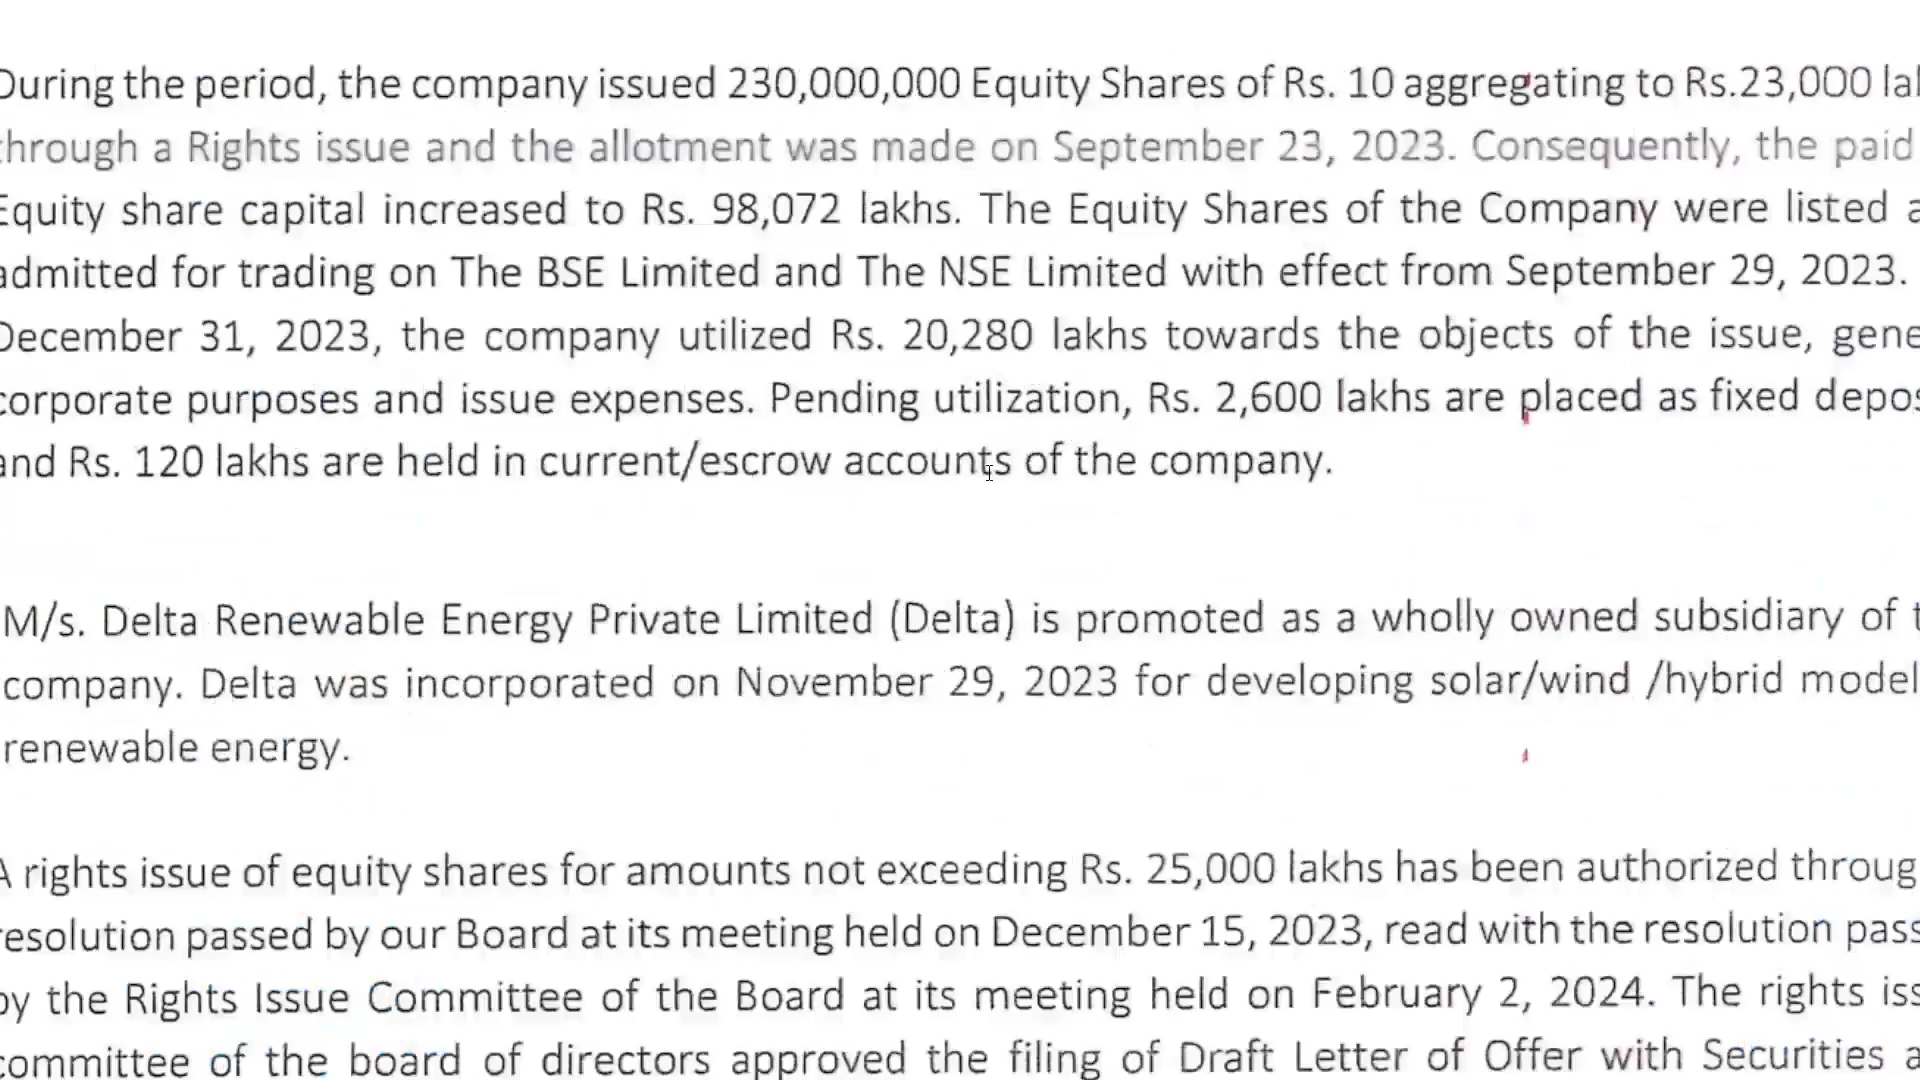 During the period, the company issued 230,000,000 Equity Shares of Rs. 10 aggregating to Rs.23,000
through a Rights issue and the allotment was made on September 23, 2023. Consequently, the paid
Equity share capital increased to Rs. 98,072 lakhs. The Equity Shares of the Company were listed
admitted for trading on The BSE Limited and The NSE Limited with effect from September 29, 2023.
December 31, 2023, the company utilized Rs. 20,280 lakhs towards the objects of the issue, gene
corporate purposes and issue expenses. Pending utilization, Rs. 2,600 lakhs are placed as fixed depos
and Rs. 120 lakhs are held in current/escrow accounts of the company.
M/s. Delta Renewable Energy Private Limited (Delta) is promoted as a wholly owned subsidiary of
company. Delta was incorporated on November 29, 2023 for developing solar/wind /hybrid model
renewable energy.
A rights issue of equity shares for amounts not exceeding Rs. 25,000 lakhs has been authorized throug
resolution passed by our Board at its meeting held on December 15, 2023, read with the resolution pass
by the Rights Issue Committee of the Board at its meeting held on February 2, 2024. The rights iss
committee of the board of directors approved the filing of Draft Letter of Offer with Securities a